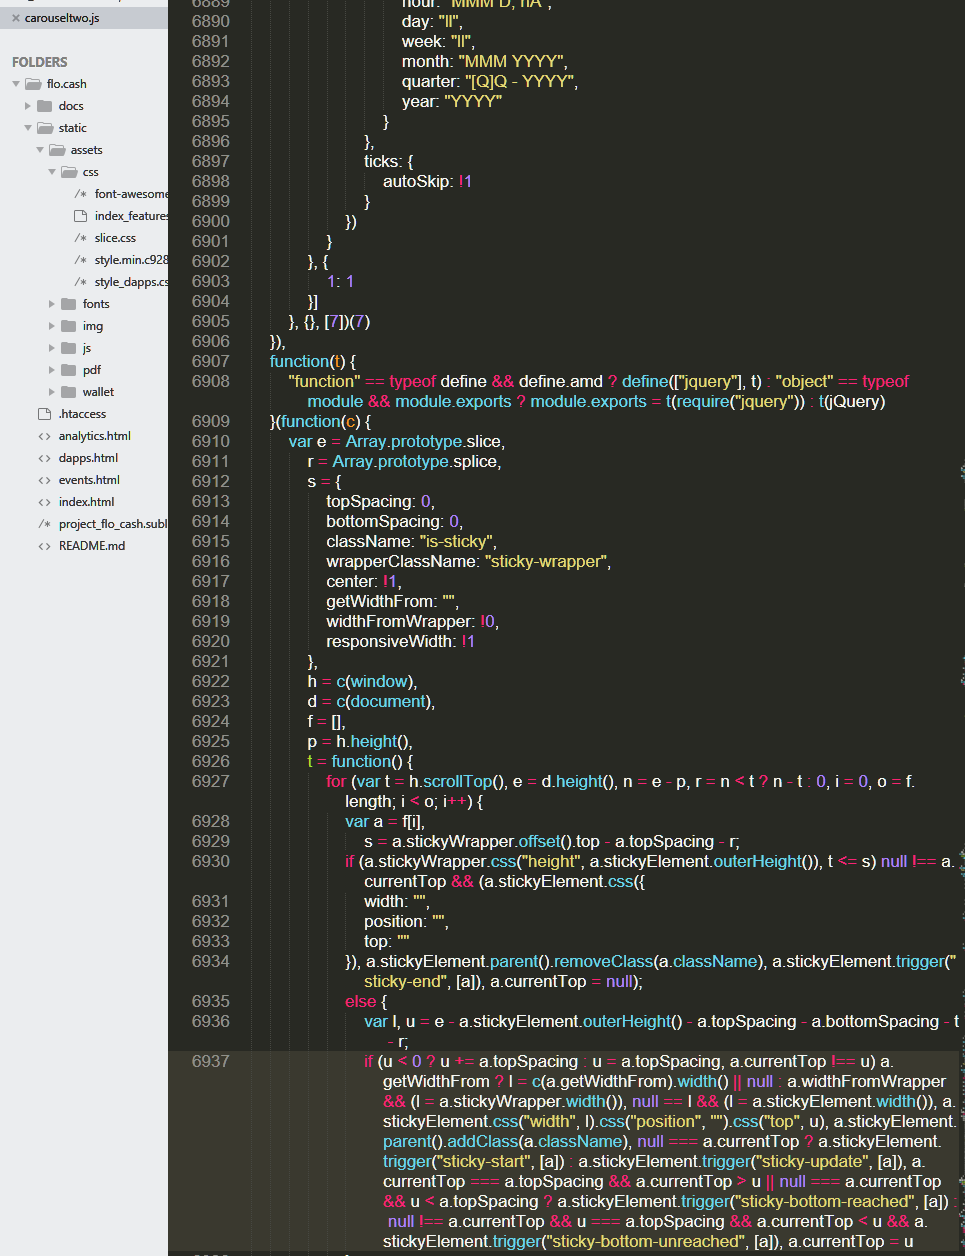 carouseltwo.js
FOLDERS
flo.cash
docs
static
assets
css
font-awesome
index_features
slice.css
style.min.c928
style_dapps.cs
fonts
img
js
pdf
wallet
.htaccess
analytics.html
dapps.html
events.html
index.html
project_flo_cash.subl
README.md
6889 hour: "MMM D, hA",
6890 day: "ll",
6891 week: "ll",
6892 month: "MMM YYYY",
6893 quarter: "[Q]Q - YYYY",
6894 year: "YYYY"
6895 }
6896 },
6897 ticks: {
6898 autoSkip: !1
6899 }
6900 })
6901 }
6902 }, {
6903 1: 1
6904 }]
6905 }, {}, [7])(7)
6906 }),
6907 function(t) {
6908 "function" == typeof define && define.amd ? define(["jquery"], t) : "object" == typeof
module && module.exports ? module.exports = t(require("jquery")) : t(jQuery)
6909 }(function(c) {
6910 var e = Array.prototype.slice,
6911 r = Array.prototype.splice,
6912 s = {
6913 topSpacing: 0,
6914 bottomSpacing: 0,
6915 className: "is-sticky",
6916 wrapperClassName: "sticky-wrapper",
6917 center: !1,
6918 getWidthFrom: "",
6919 widthFromWrapper: !0,
6920 responsiveWidth: !1
6921 },
6922 h = c(window),
6923 d = c(document),
6924 f = [],
6925 p = h.height(),
6926 t = function() {
6927 for (var t = h.scrollTop(), e = d.height(), n = e - p, r = n < t ? n - t : 0, i = 0, o = f.
length; i < o; i++) {
6928 var a = f[i],
6929 s = a.stickyWrapper.offset().top - a.topSpacing - r;
6930 if (a.stickyWrapper.css("height", a.stickyElement.outerHeight()), t <= s) null !== a.
currentTop && (a.stickyElement.css({
6931 width: "",
6932 position: "",
6933 top: ""
6934 }), a.stickyElement.parent().removeClass(a.className), a.stickyElement.trigger("
sticky-end", [a]), a.currentTop = null);
6935 else {
6936 var l, u = e - a.stickyElement.outerHeight() - a.topSpacing - a.bottomSpacing - t
- r;
6937 if (u < 0 ? u += a.topSpacing : u = a.topSpacing, a.currentTop !== u) a.
getWidthFrom ? l = c(a.getWidthFrom).width() || null : a.widthFromWrapper
&& (l = a.stickyWrapper.width()), null == l && (l = a.stickyElement.width()), a.
stickyElement.css("width", l).css("position", "").css("top", u), a.stickyElement.
parent().addClass(a.className), null === a.currentTop ? a.stickyElement.
trigger("sticky-start", [a]) : a.stickyElement.trigger("sticky-update", [a]), a.
currentTop === a.topSpacing && a.currentTop > u || null === a.currentTop
&& u < a.topSpacing ? a.stickyElement.trigger("sticky-bottom-reached", [a]) :
null !== a.currentTop && u === a.topSpacing && a.currentTop < u && a.
stickyElement.trigger("sticky-bottom-unreached", [a]), a.currentTop = u